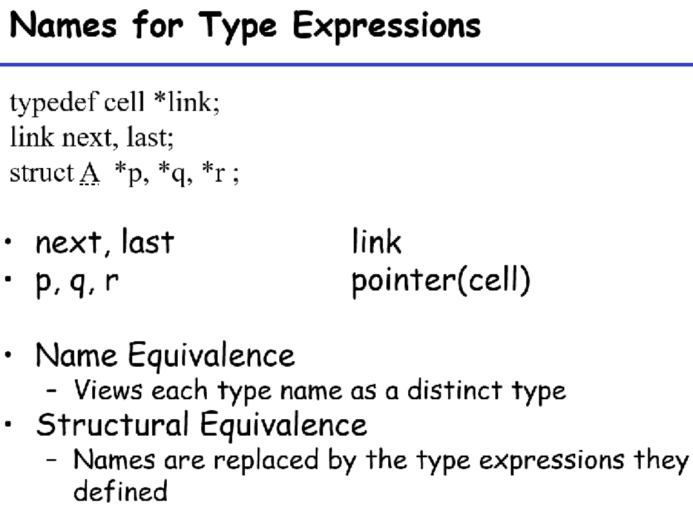 Names for Type Expressions
typedef cell *link;
link next, last;
struct A *p, *q, *r ;
• next, last link
• p, q, r pointer(cell)
• Name Equivalence
– Views each type name as a distinct type
• Structural Equivalence
– Names are replaced by the type expressions they
defined